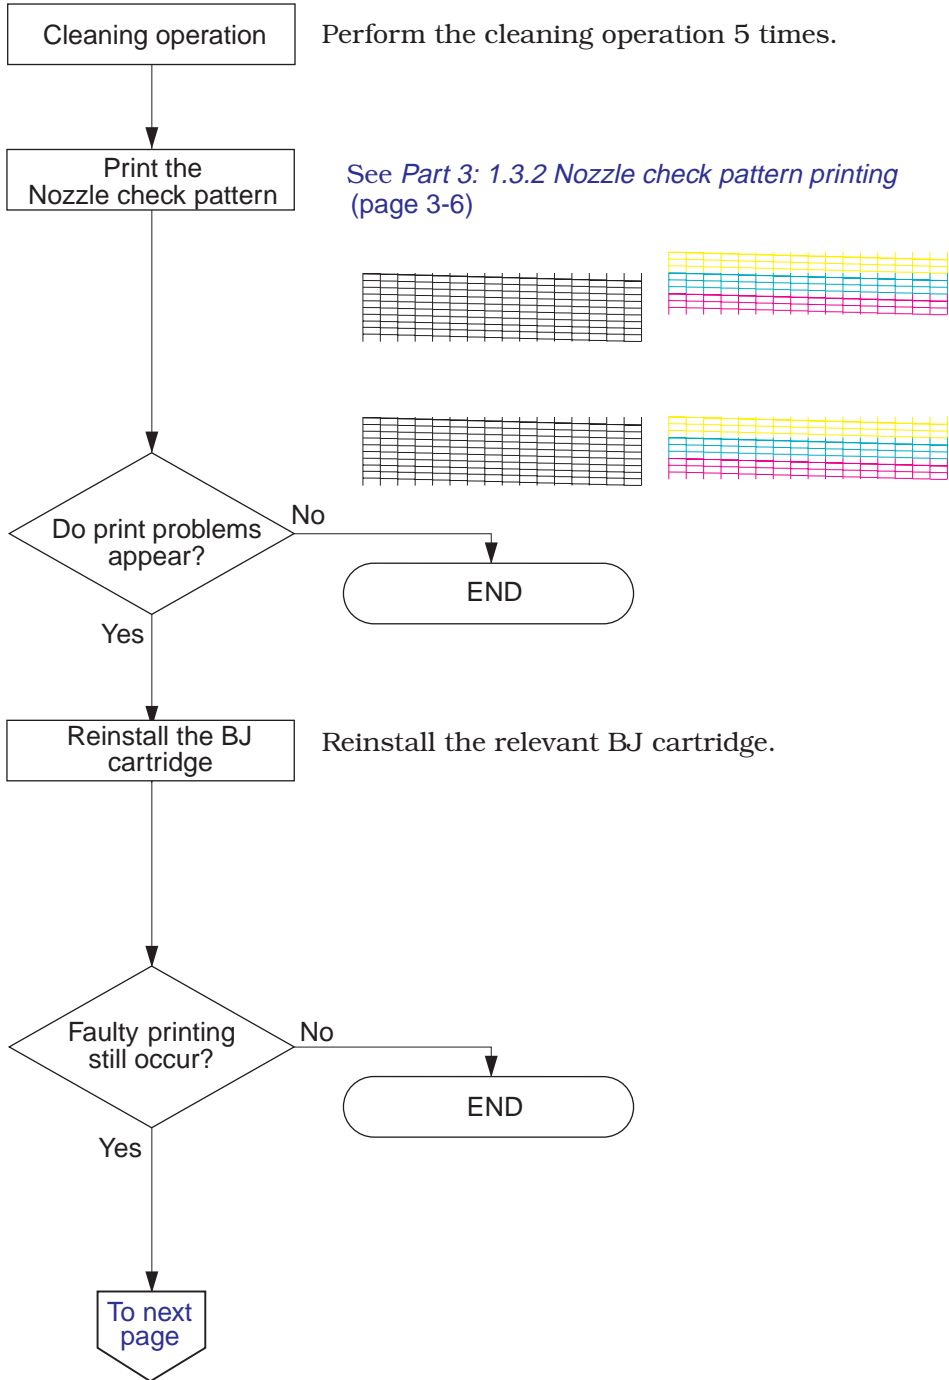 Cleaning operation
Perform the cleaning operation 5 times.
Print the
Nozzle check pattern
See Part 3: 1.3.2 Nozzle check pattern printing
(page 3-6)
Do print problems
appear?
No
END
Yes
Reinstall the BJ
cartridge
Reinstall the relevant BJ cartridge.
Faulty printing
still occur?
No
END
Yes
To next
page